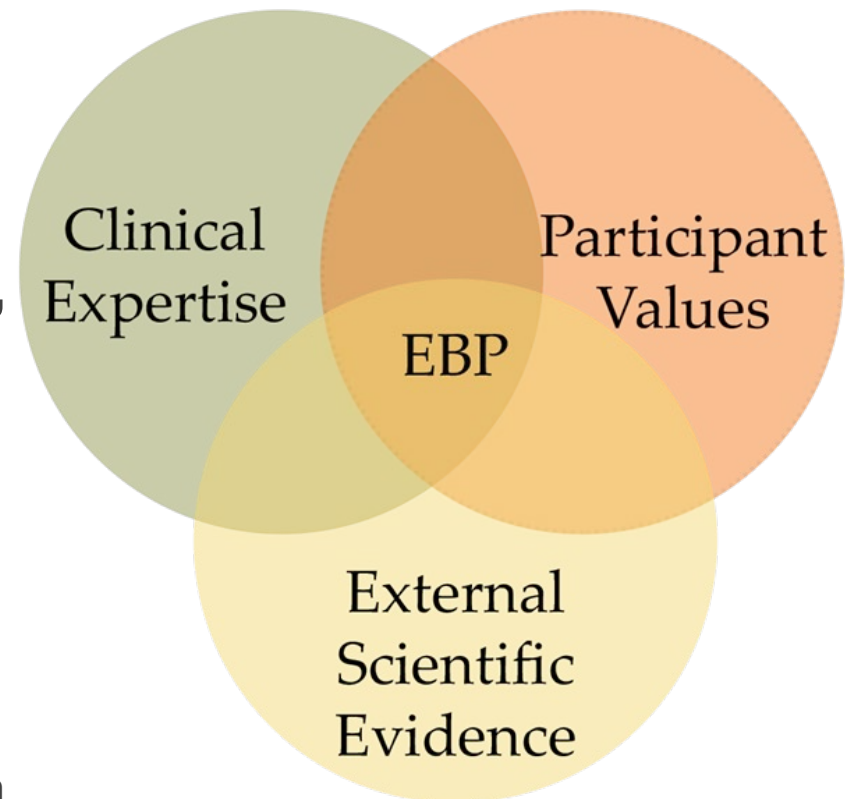 Clinical
Expertise
Participant
Values
EBP
External
Scientific
Evidence